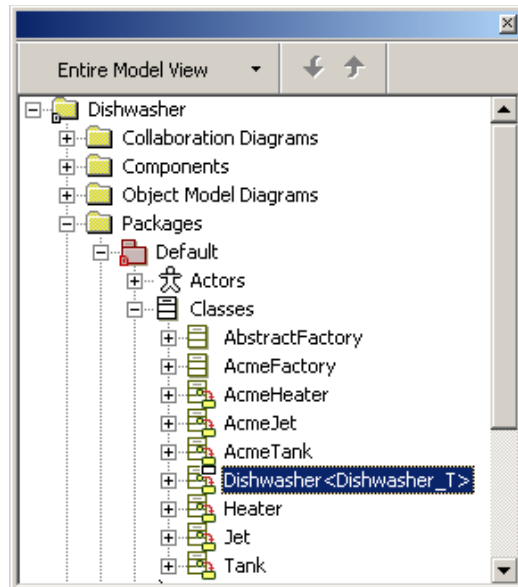 Entire Model View
Dishwasher
Collaboration Diagrams
Components
Object Model Diagrams
Packages
Default
Actors
Classes
AbstractFactory
AcmeFactory
AcmeHeater
AcmeJet
AcmeTank
Dishwasher<Dishwasher_T>
Heater
Jet
Tank